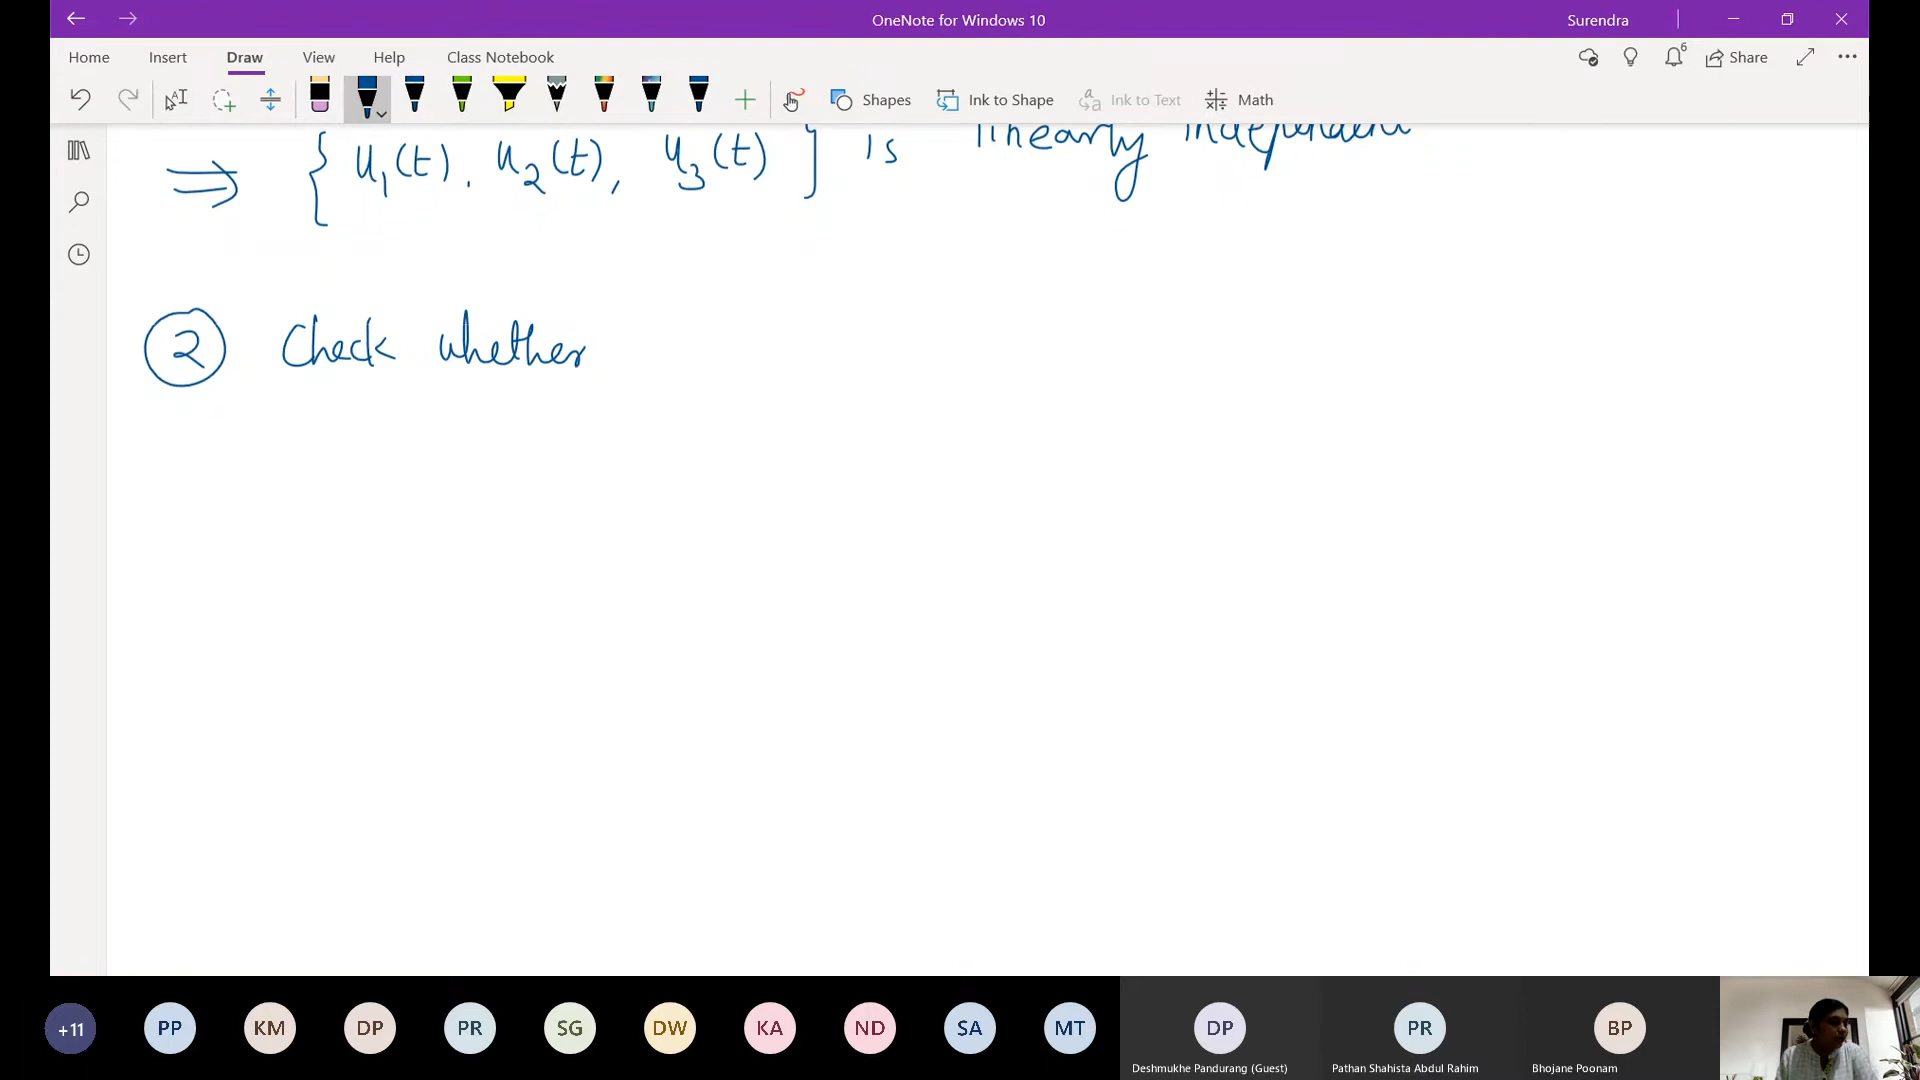 OneNote for Windows 10
Surendra
Home Insert Draw View Help Class Notebook
6
Share
Shapes Ink to Shape Ink to Text Math
⇒ { u₁(t), u₂(t), u₃(t) } is linearly independent
② Check whether
+11 PP KM DP PR SG DW KA ND SA MT DP PR BP
Deshmukhe Pandurang (Guest) Pathan Shahista Abdul Rahim Bhojane Poonam